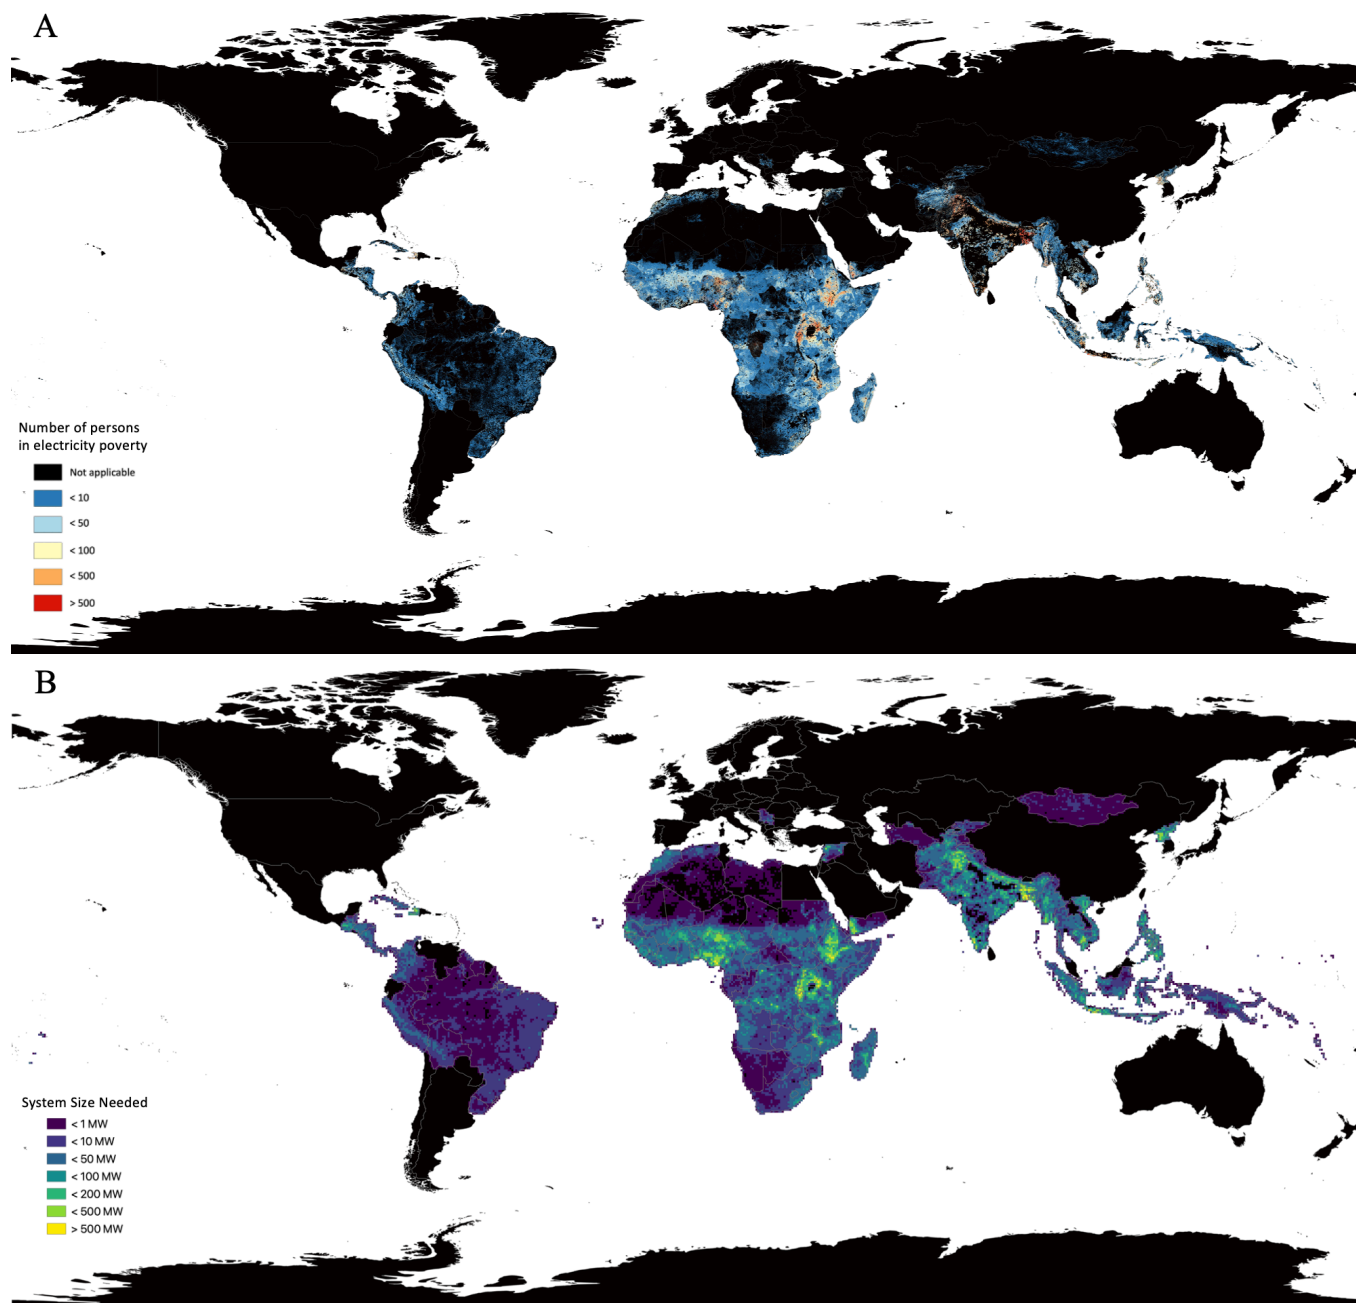 A
Number of persons
in electricity poverty
Not applicable
< 10
< 50
< 100
< 500
> 500
B
System Size Needed
< 1 MW
< 10 MW
< 50 MW
< 100 MW
< 200 MW
< 500 MW
> 500 MW